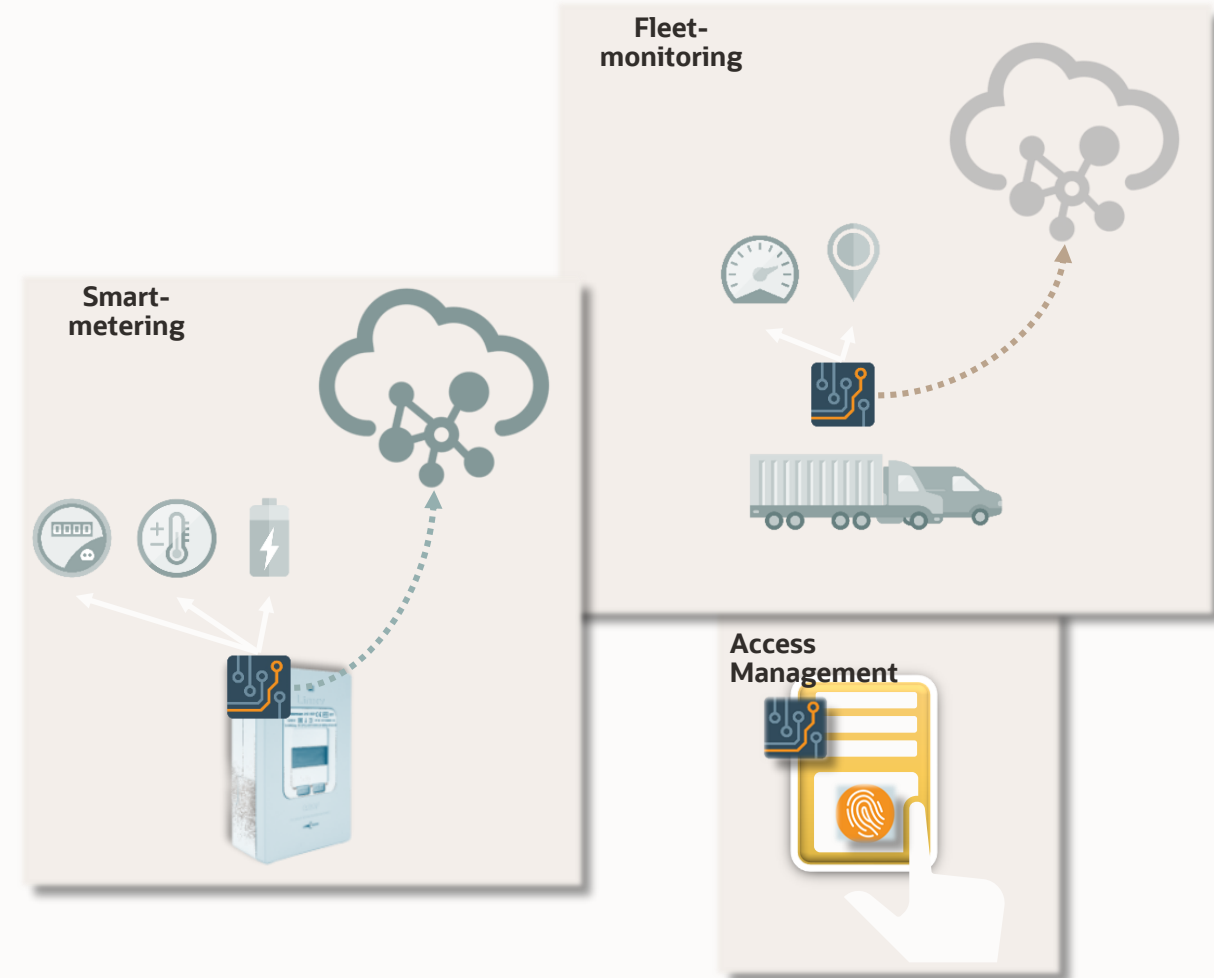 Fleet-
monitoring
Smart-
metering
Access
Management